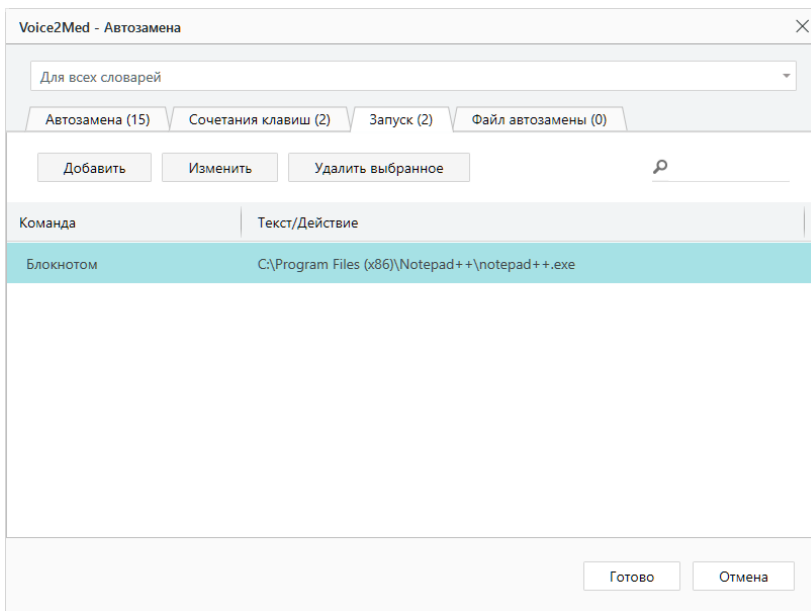 Voice2Med - Автозамена
Для всех словарей
Автозамена (15) Сочетания клавиш (2) Запуск (2) Файл автозамены (0)
Добавить Изменить Удалить выбранное
Команда Текст/Действие
Блокнотом C:\Program Files (x86)\Notepad++\notepad++.exe
Готово Отмена